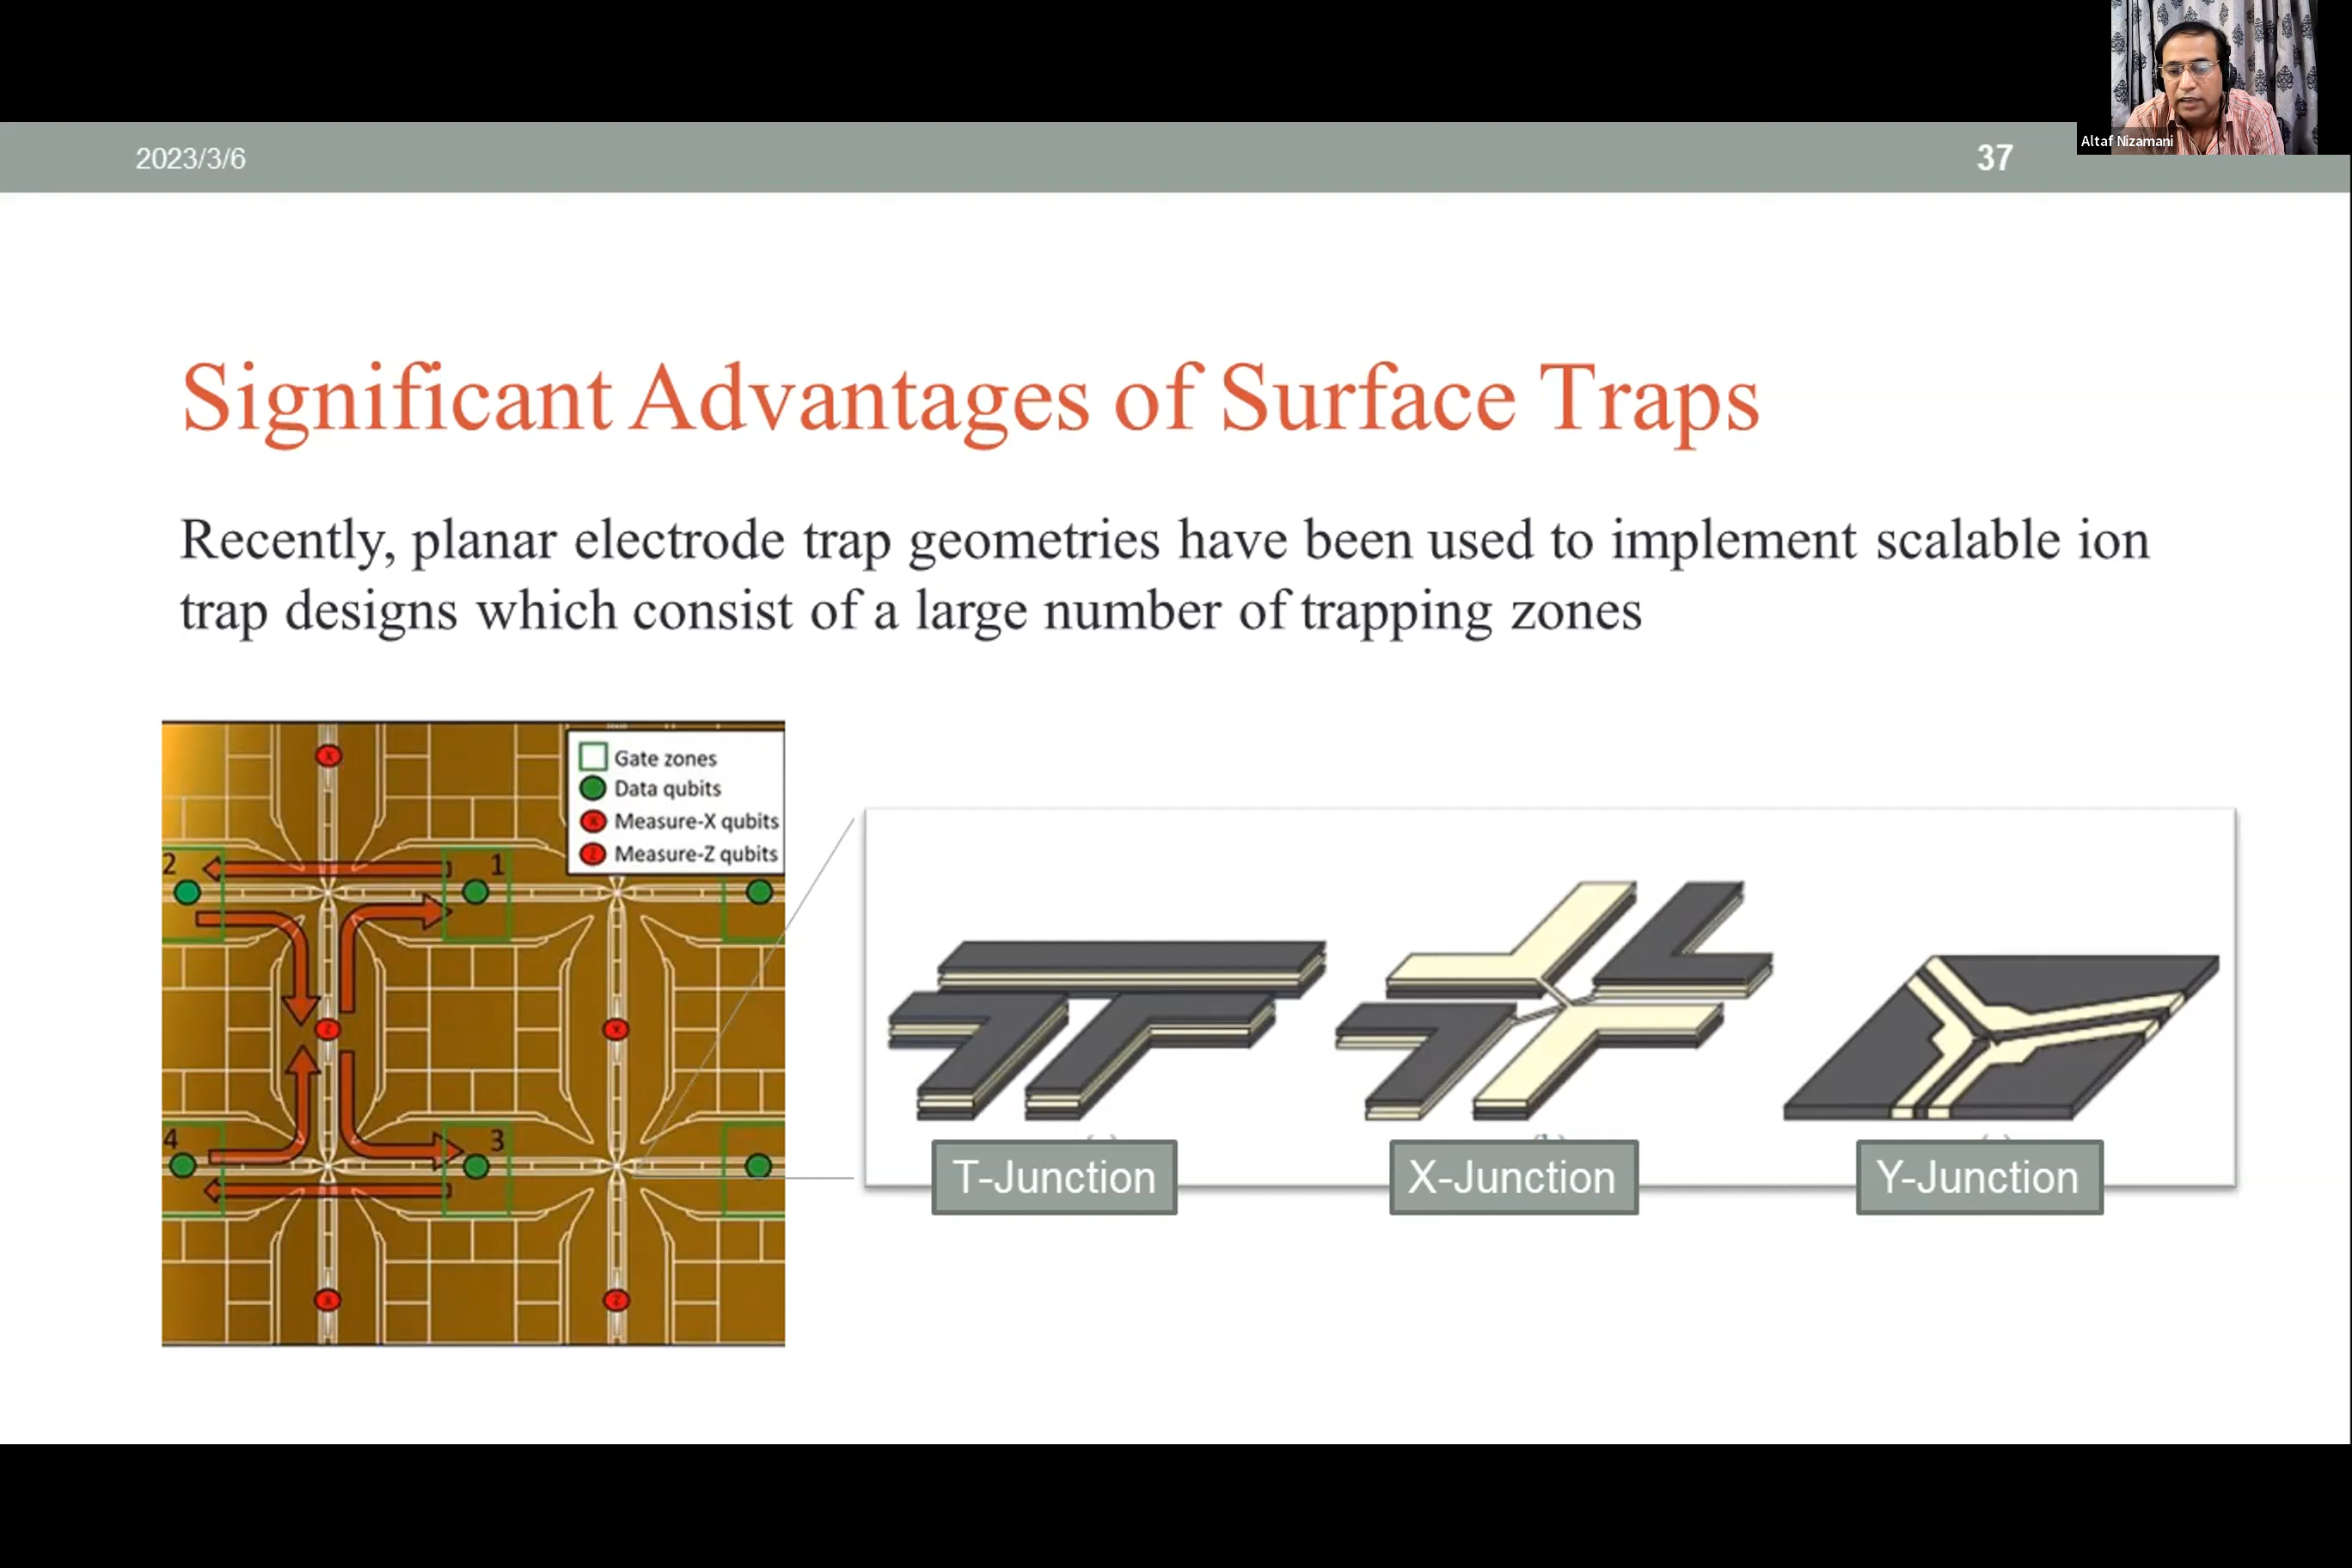 Altaf Nizamani
2023/3/6
37
Significant Advantages of Surface Traps
Recently, planar electrode trap geometries have been used to implement scalable ion
trap designs which consist of a large number of trapping zones
Gate zones
Data qubits
X Measure-X qubits
Z Measure-Z qubits
X
2
1
Z
X
4
3
X
Z
T-Junction
X-Junction
Y-Junction